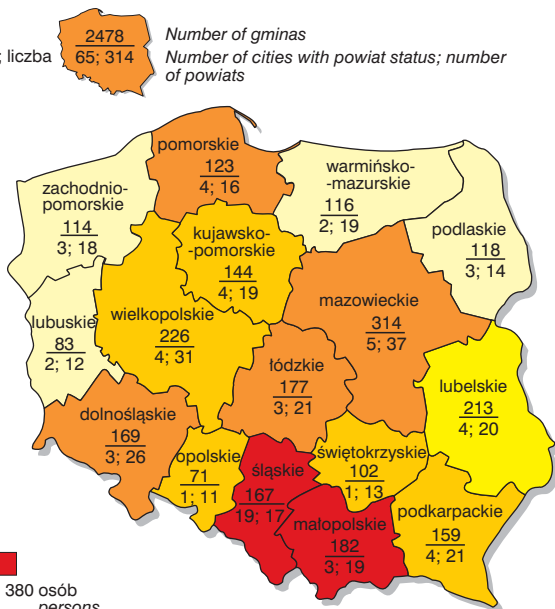 2478
65; 314
; liczba
Number of gminas
Number of cities with powiat status; number
of powiats
pomorskie
123
4; 16
warmińsko-
-mazurskie
116
2; 19
zachodnio-
pomorskie
114
3; 18
podlaskie
118
3; 14
kujawsko-
-pomorskie
144
4; 19
mazowieckie
314
5; 37
lubuskie
83
2; 12
wielkopolskie
226
4; 31
łódzkie
177
3; 21
lubelskie
213
4; 20
dolnośląskie
169
3; 26
opolskie
71
1; 11
śląskie
167
19; 17
świętokrzyskie
102
1; 13
małopolskie
182
3; 19
podkarpackie
159
4; 21
380 osób
persons